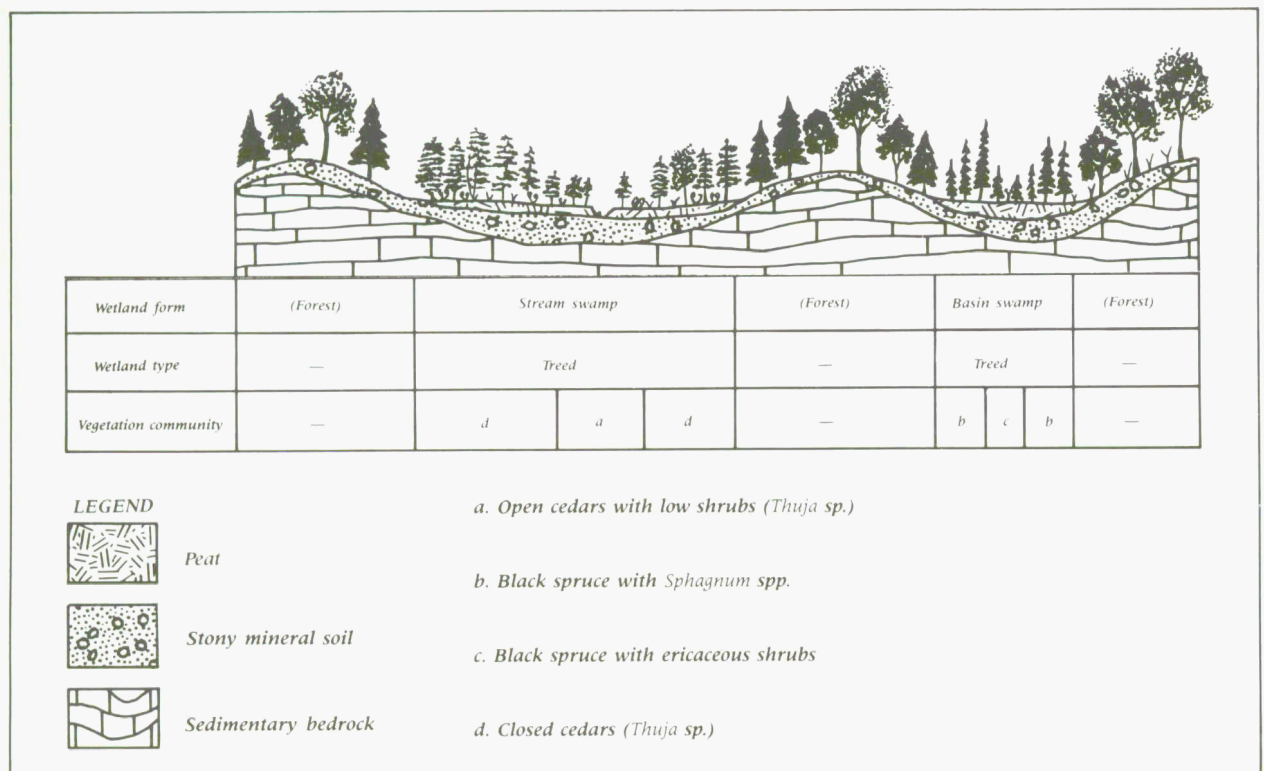 Wetland form (Forest) Stream swamp (Forest) Basin swamp (Forest)
Wetland type — Treed — Treed —
Vegetation community — d a d — b c b —
LEGEND
Peat
Stony mineral soil
Sedimentary bedrock
a. Open cedars with low shrubs (Thuja sp.)
b. Black spruce with Sphagnum spp.
c. Black spruce with ericaceous shrubs
d. Closed cedars (Thuja sp.)